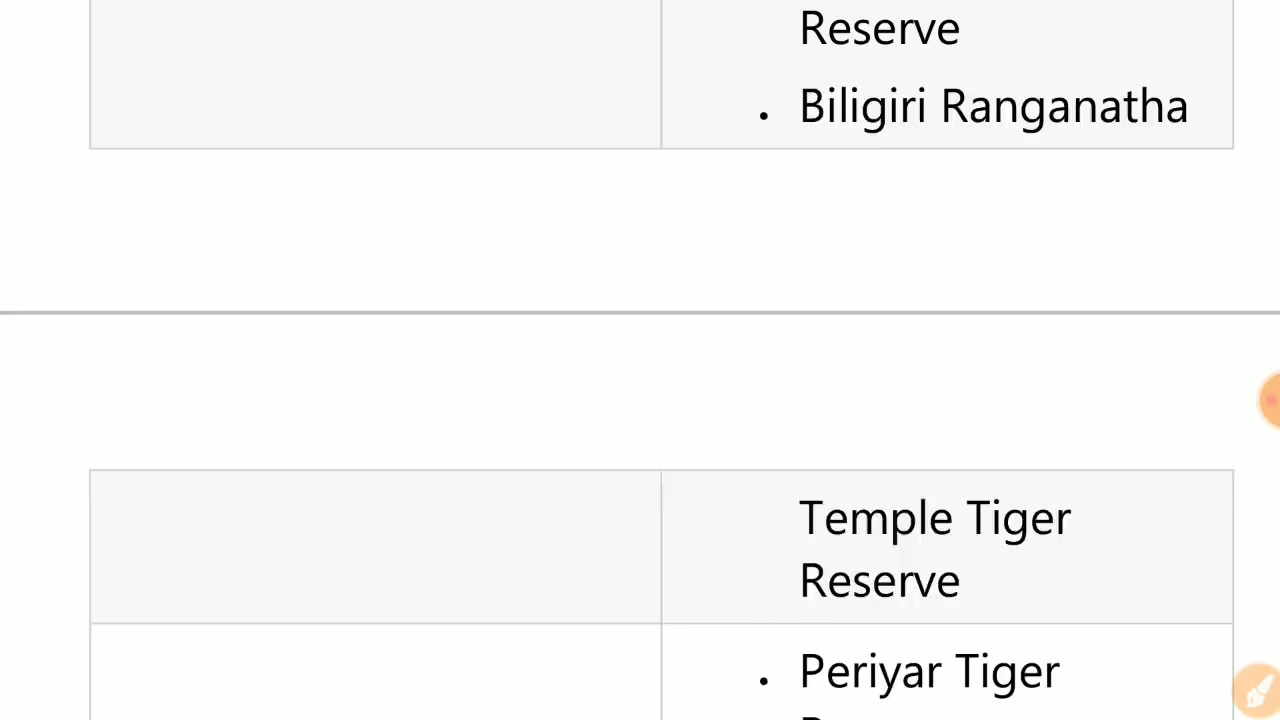 Reserve
• Biligiri Ranganatha
Temple Tiger
Reserve
• Periyar Tiger